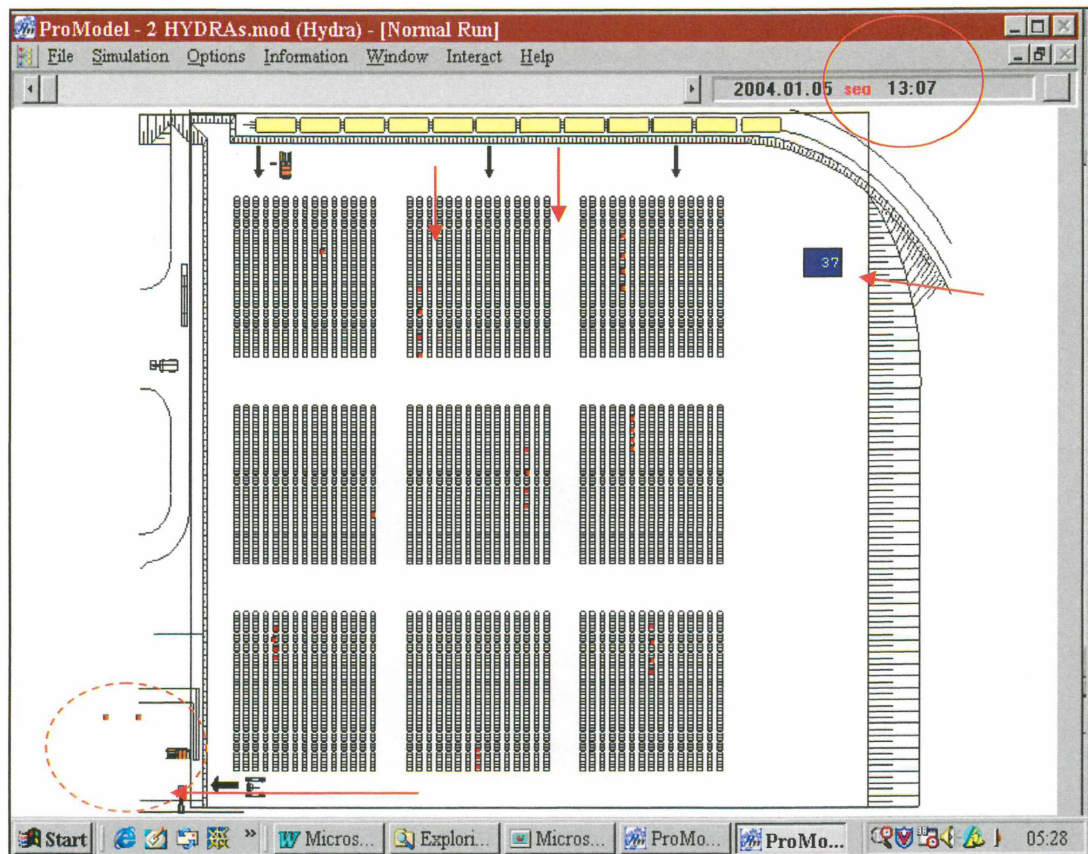 ProModel - 2 HYDRAs.mod (Hydra) - [Normal Run]
File Simulation Options Information Window Interact Help
2004.01.05 seg 13:07
37
Start » Micros... Explori... Micros... ProMo... ProMo... 05:28